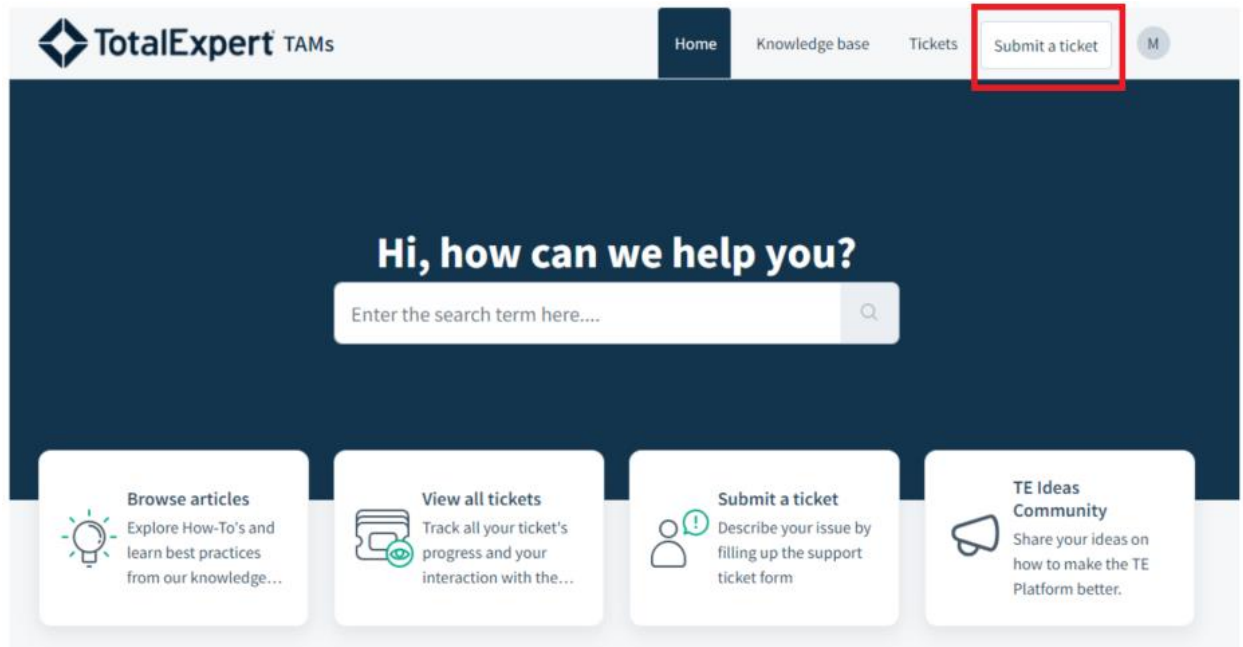 TotalExpert TAMs
Home
Knowledge base
Tickets
Submit a ticket
M
Hi, how can we help you?
Enter the search term here....
Browse articles
Explore How-To's and
learn best practices
from our knowledge...
View all tickets
Track all your ticket's
progress and your
interaction with the...
Submit a ticket
Describe your issue by
filling up the support
ticket form
TE Ideas
Community
Share your ideas on
how to make the TE
Platform better.